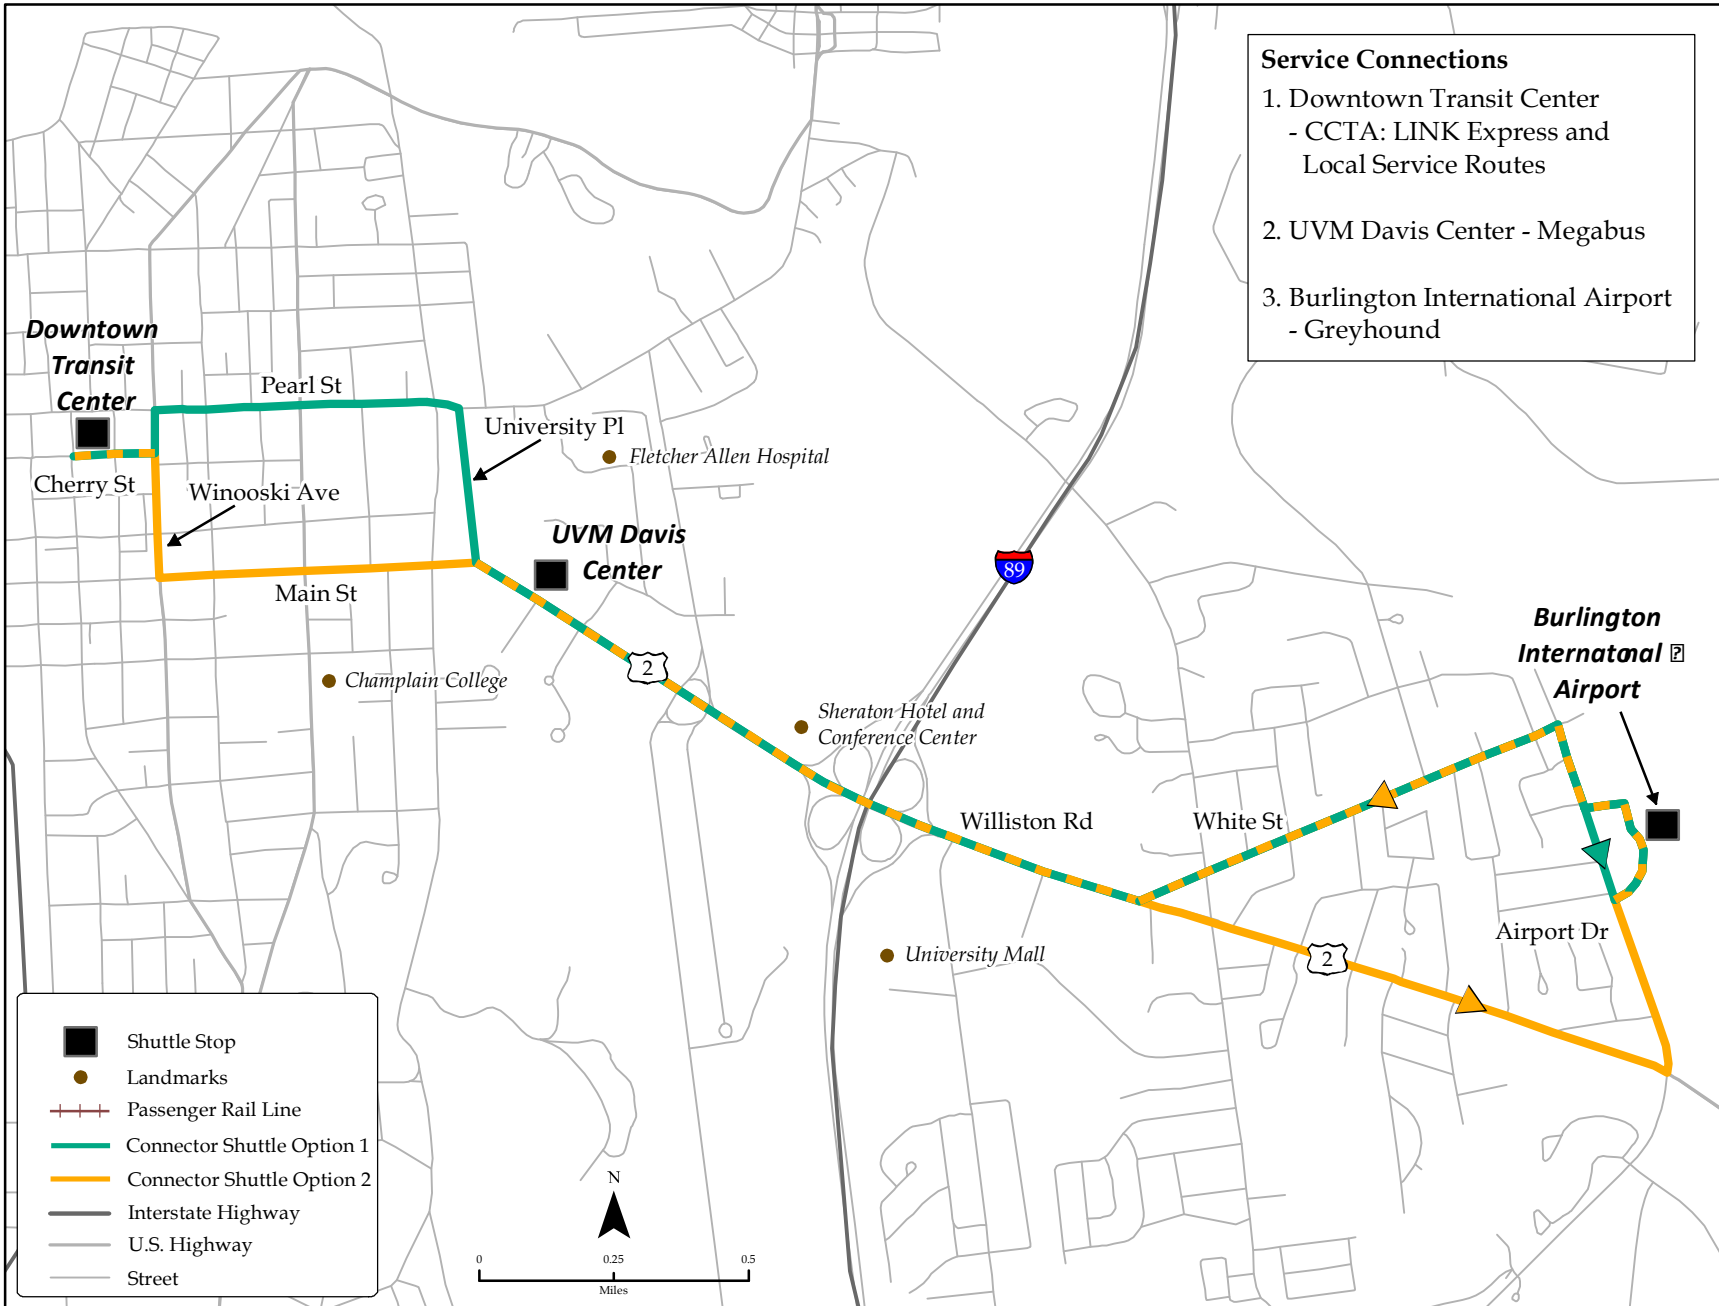 Service Connections
1. Downtown Transit Center
- CCTA: LINK Express and
Local Service Routes
2. UVM Davis Center - Megabus
3. Burlington International Airport
- Greyhound
Downtown
Transit
Center
Pearl St
University Pl
Fletcher Allen Hospital
Cherry St
Winooski Ave
UVM Davis
Center
Main St
89
Champlain College
2
Sheraton Hotel and
Conference Center
Burlington
Internatonal �
Airport
Williston Rd
White St
University Mall
2
Airport Dr
Shuttle Stop
Landmarks
Passenger Rail Line
Connector Shuttle Option 1
Connector Shuttle Option 2
Interstate Highway
U.S. Highway
Street
N
0 0.25 0.5
Miles